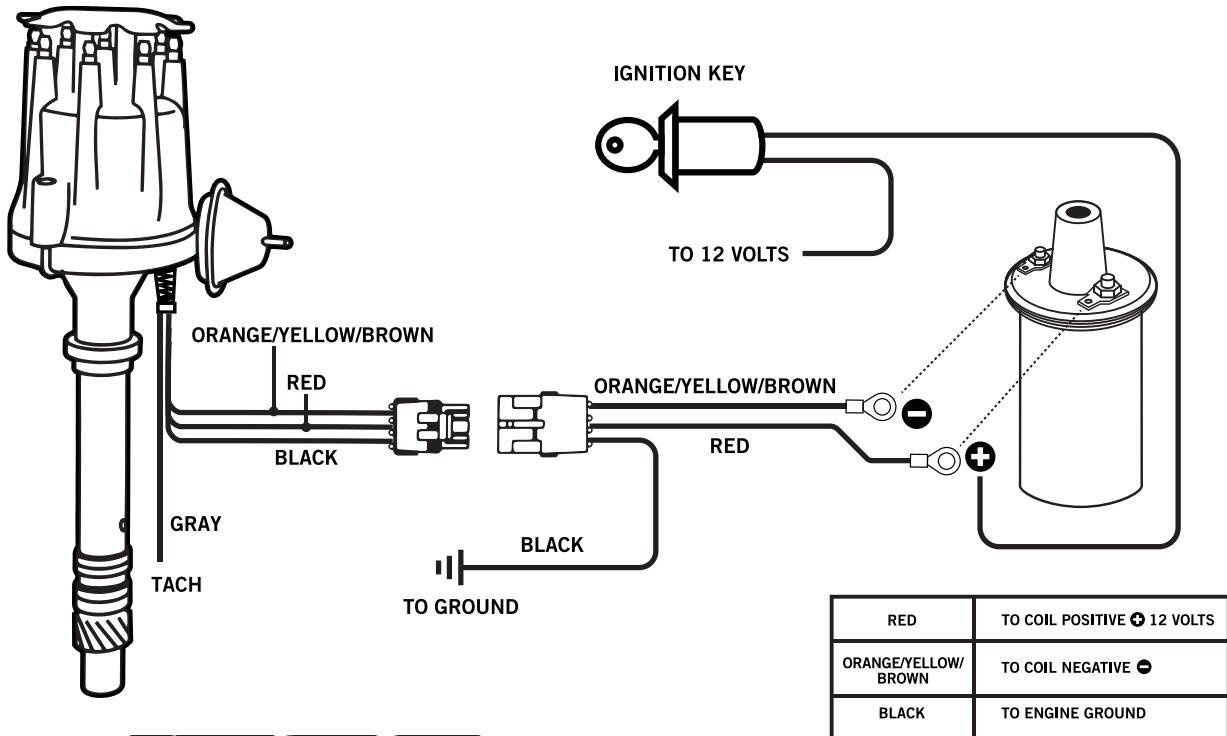 IGNITION KEY
TO 12 VOLTS
ORANGE/YELLOW/BROWN
RED
BLACK
GRAY
TACH
ORANGE/YELLOW/BROWN
RED
BLACK
TO GROUND
RED
TO COIL POSITIVE + 12 VOLTS
ORANGE/YELLOW/
BROWN
TO COIL NEGATIVE -
BLACK
TO ENGINE GROUND